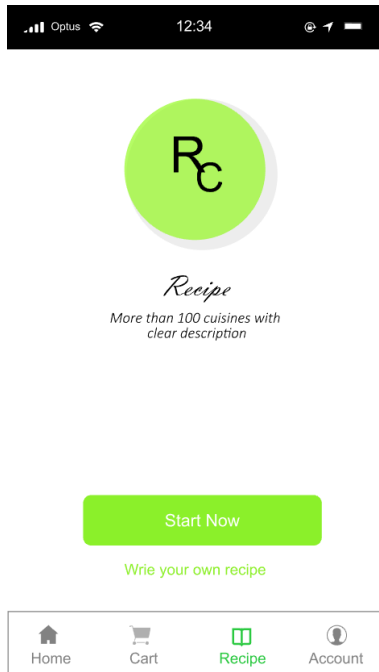 Optus 12:34
RC
Recipe
More than 100 cuisines with
clear description
Start Now
Wrie your own recipe
Home Cart Recipe Account